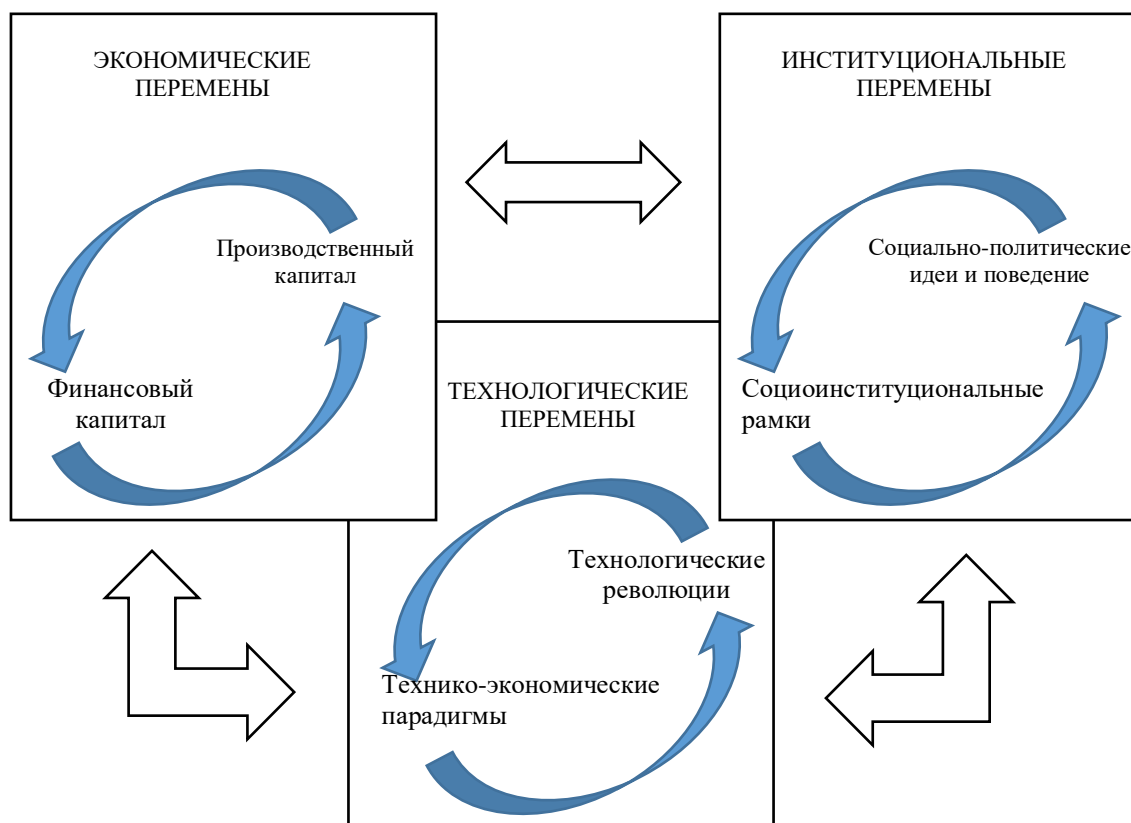 ЭКОНОМИЧЕСКИЕ
ПЕРЕМЕНЫ
Производственный
капитал
Финансовый
капитал
ИНСТИТУЦИОНАЛЬНЫЕ
ПЕРЕМЕНЫ
Социально-политические
идеи и поведение
Социоинституциональные
рамки
ТЕХНОЛОГИЧЕСКИЕ
ПЕРЕМЕНЫ
Технологические
революции
Технико-экономические
парадигмы